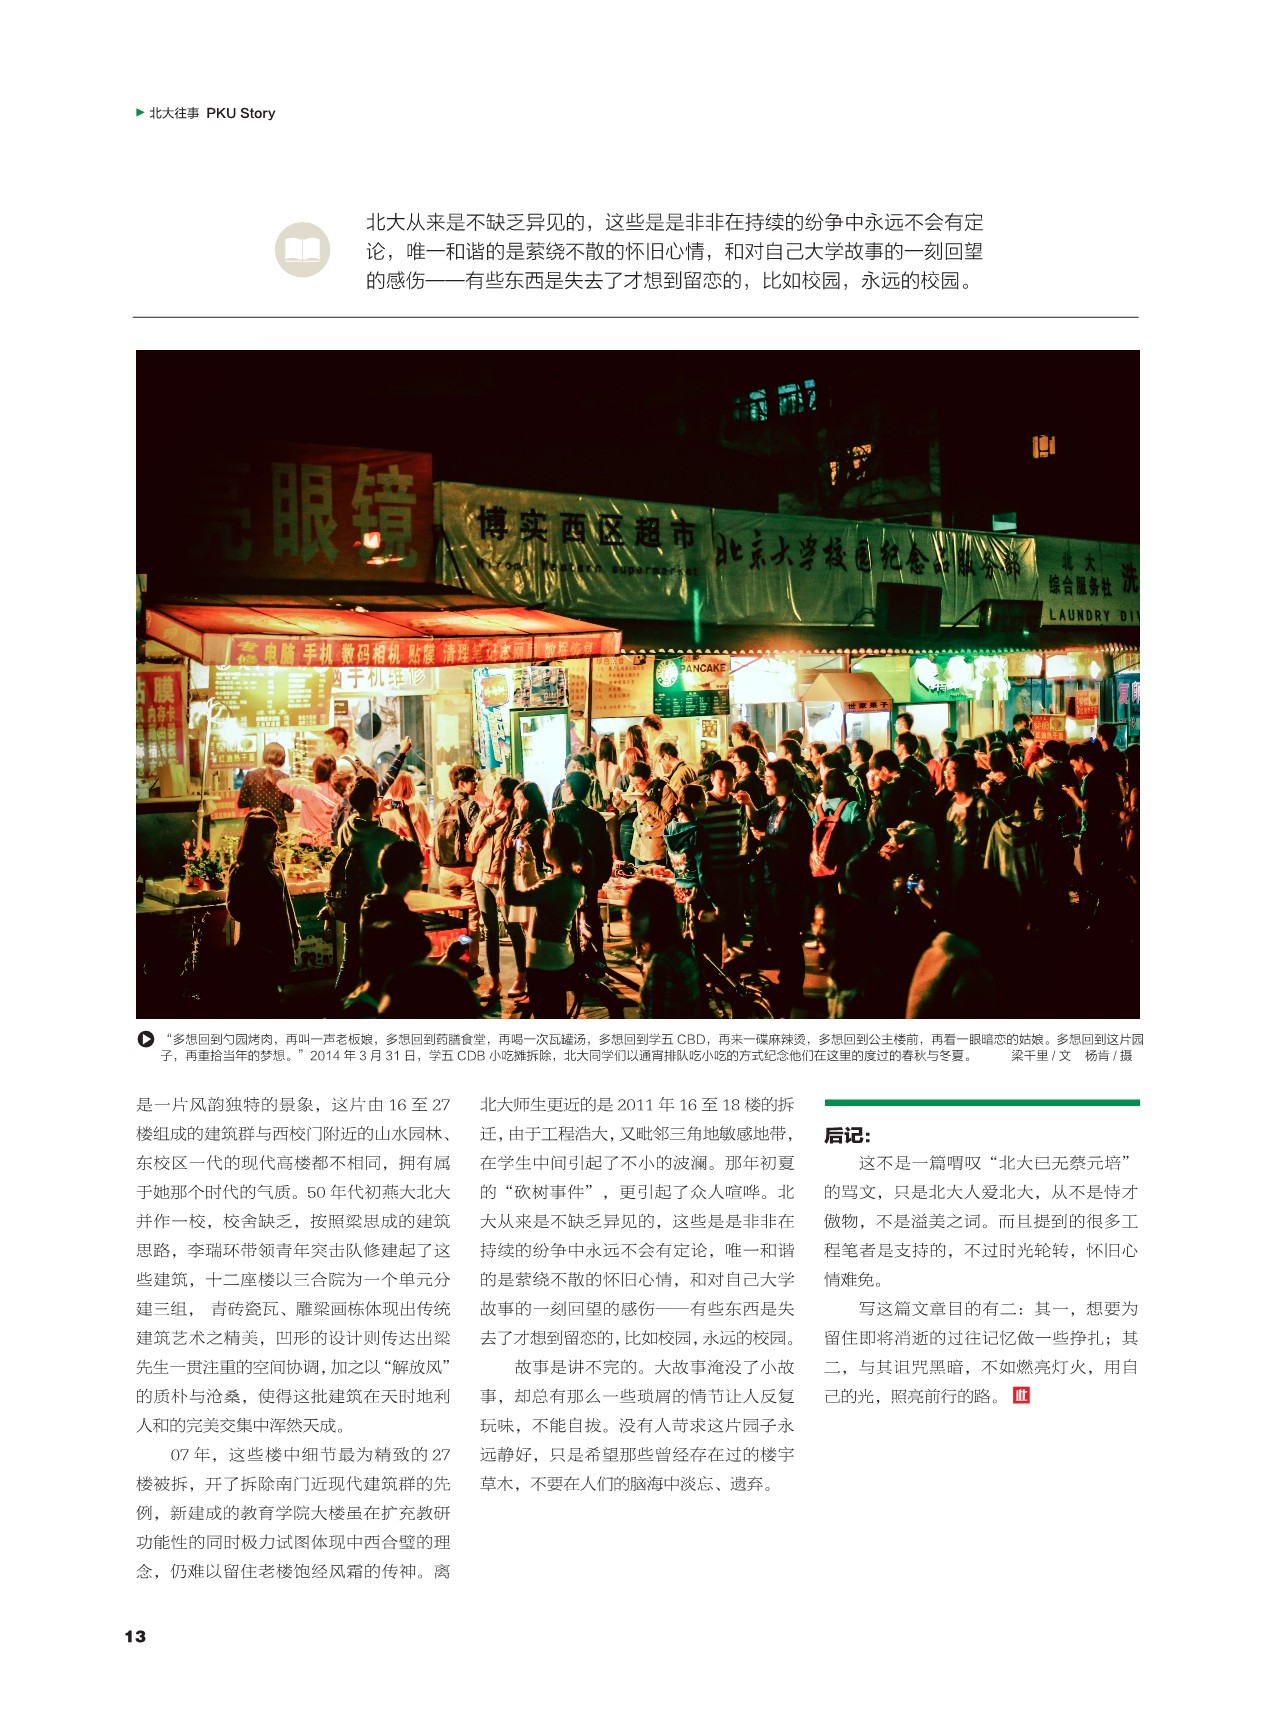 北大往事 PKU Story
北大从来是不缺乏异见的，这些是是非非在持续的纷争中永远不会有定
论，唯一和谐的是萦绕不散的怀旧心情，和对自己大学故事的一刻回望
的感伤——有些东西是失去了才想到留恋的，比如校园，永远的校园。
亮眼镜
博实西区超市
Western supermarket
北京大学校园纪念品服务部
北大
综合服务社
洗
LAUNDRY DI
专修 电脑 手机 数码相机 贴膜 清理笔记本
脑手机维修
PANCAKE
贴膜
世家栗子
“多想回到勺园烤肉，再叫一声老板娘，多想回到药膳食堂，再喝一次瓦罐汤，多想回到学五 CBD，再来一碟麻辣烫，多想回到公主楼前，再看一眼暗恋的姑娘。多想回到这片园
子，再重拾当年的梦想。”2014 年 3 月 31 日，学五 CDB 小吃摊拆除，北大同学们以通宵排队吃小吃的方式纪念他们在这里的度过的春秋与冬夏。 梁千里 / 文 杨肯 / 摄
是一片风韵独特的景象，这片由 16 至 27
楼组成的建筑群与西校门附近的山水园林、
东校区一代的现代高楼都不相同，拥有属
于她那个时代的气质。50 年代初燕大北大
并作一校，校舍缺乏，按照梁思成的建筑
思路，李瑞环带领青年突击队修建起了这
些建筑，十二座楼以三合院为一个单元分
建三组， 青砖瓷瓦、雕梁画栋体现出传统
建筑艺术之精美，凹形的设计则传达出梁
先生一贯注重的空间协调，加之以“解放风”
的质朴与沧桑，使得这批建筑在天时地利
人和的完美交集中浑然天成。
07 年，这些楼中细节最为精致的 27
楼被拆，开了拆除南门近现代建筑群的先
例，新建成的教育学院大楼虽在扩充教研
功能性的同时极力试图体现中西合璧的理
念，仍难以留住老楼饱经风霜的传神。离
北大师生更近的是 2011 年 16 至 18 楼的拆
迁，由于工程浩大，又毗邻三角地敏感地带，
在学生中间引起了不小的波澜。那年初夏
的“砍树事件”，更引起了众人喧哗。北
大从来是不缺乏异见的，这些是是非非在
持续的纷争中永远不会有定论，唯一和谐
的是萦绕不散的怀旧心情，和对自己大学
故事的一刻回望的感伤——有些东西是失
去了才想到留恋的，比如校园，永远的校园。
故事是讲不完的。大故事淹没了小故
事，却总有那么一些琐屑的情节让人反复
玩味，不能自拔。没有人苛求这片园子永
远静好，只是希望那些曾经存在过的楼宇
草木，不要在人们的脑海中淡忘、遗弃。
后记：
这不是一篇喟叹“北大已无蔡元培”
的骂文，只是北大人爱北大，从不是恃才
傲物，不是溢美之词。而且提到的很多工
程笔者是支持的，不过时光轮转，怀旧心
情难免。
写这篇文章目的有二：其一，想要为
留住即将消逝的过往记忆做一些挣扎；其
二，与其诅咒黑暗，不如燃亮灯火，用自
己的光，照亮前行的路。
13